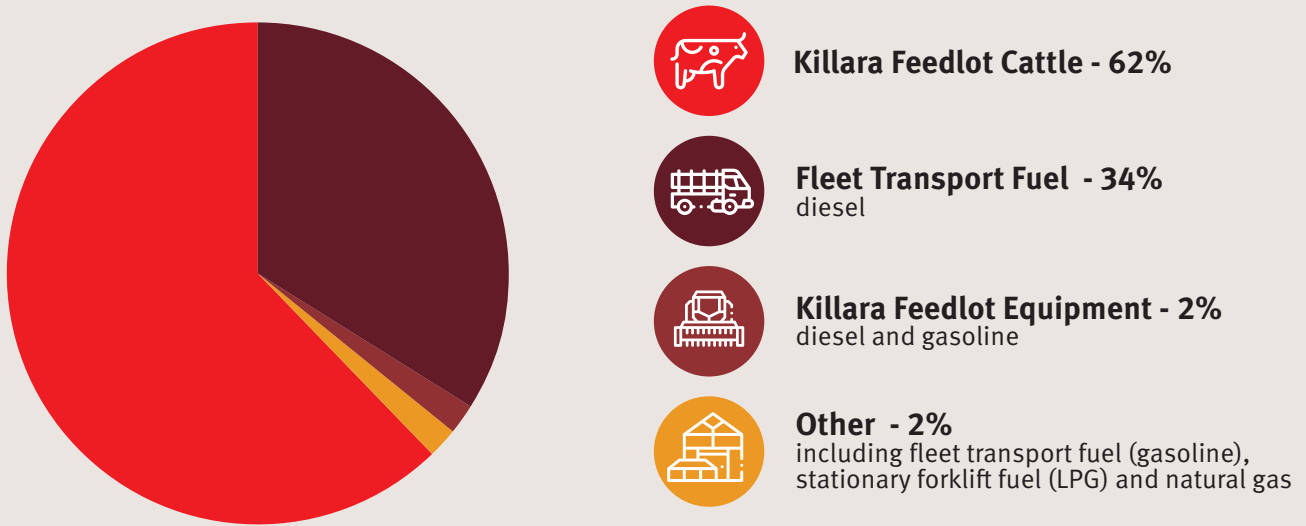 Killara Feedlot Cattle - 62%
Fleet Transport Fuel - 34%
diesel
Killara Feedlot Equipment - 2%
diesel and gasoline
Other - 2%
including fleet transport fuel (gasoline),
stationary forklift fuel (LPG) and natural gas